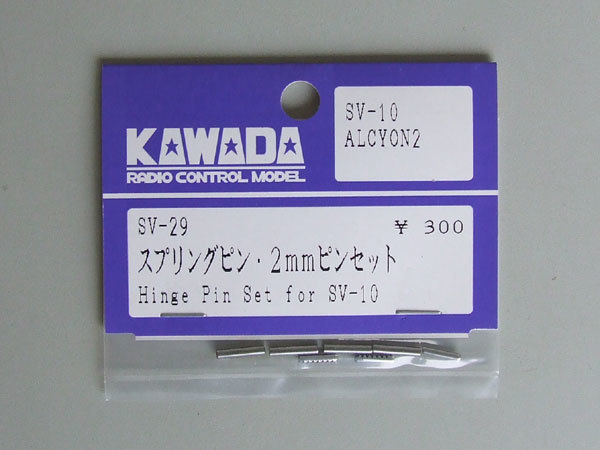 KAWADA
RADIO CONTROL MODEL
SV-10
ALCYON2
SV-29 ¥ 300
スプリングピン・2mmピンセット
Hinge Pin Set for SV-10